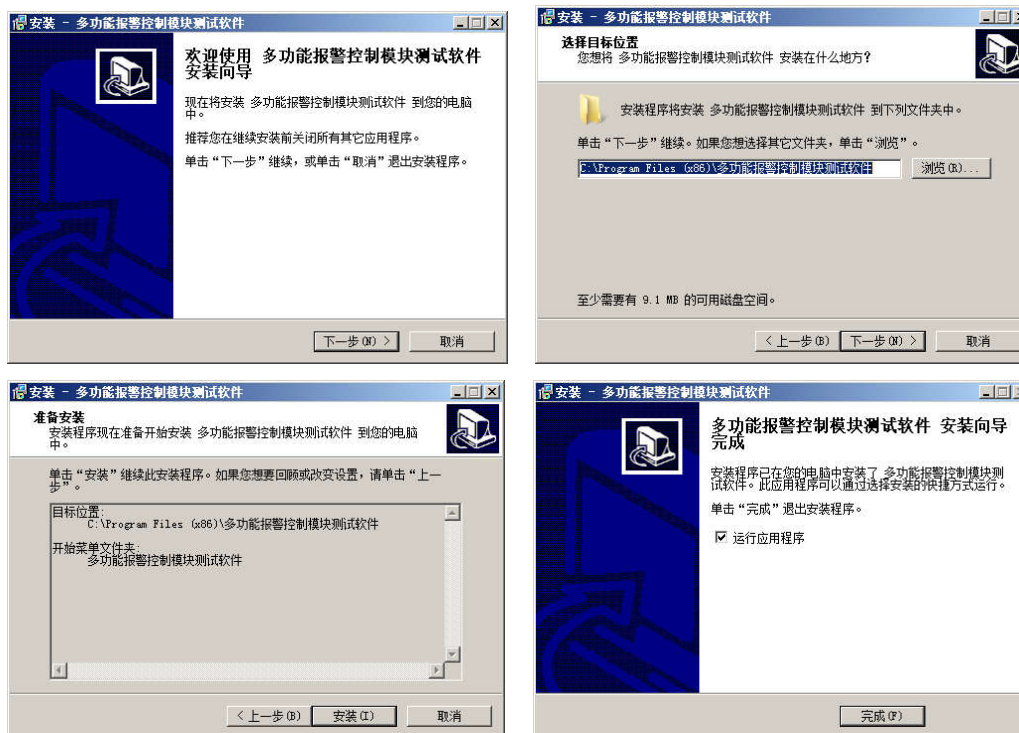 安装 - 多功能报警控制模块测试软件
欢迎使用 多功能报警控制模块测试软件
安装向导
现在将安装 多功能报警控制模块测试软件 到您的电脑
中。
推荐您在继续安装前关闭所有其它应用程序。
单击“下一步”继续，或单击“取消”退出安装程序。
下一步(N) >
取消
安装 - 多功能报警控制模块测试软件
选择目标位置
您想将 多功能报警控制模块测试软件 安装在什么地方?
安装程序将安装 多功能报警控制模块测试软件 到下列文件夹中。
单击“下一步”继续。如果您想选择其它文件夹，单击“浏览”。
C:\Program Files (x86)\多功能报警控制模块测试软件
浏览(R)...
至少需要有 9.1 MB 的可用磁盘空间。
< 上一步(B)
下一步(N) >
取消
安装 - 多功能报警控制模块测试软件
准备安装
安装程序现在准备开始安装 多功能报警控制模块测试软件 到您的电脑
中。
单击“安装”继续此安装程序。如果您想要回顾或改变设置，请单击“上一
步”。
目标位置:
C:\Program Files (x86)\多功能报警控制模块测试软件
开始菜单文件夹:
多功能报警控制模块测试软件
< 上一步(B)
安装(I)
取消
安装 - 多功能报警控制模块测试软件
多功能报警控制模块测试软件 安装向导
完成
安装程序已在您的电脑中安装了 多功能报警控制模块测
试软件。此应用程序可以通过选择安装的快捷方式运行。
单击“完成”退出安装程序。
运行应用程序
完成(F)